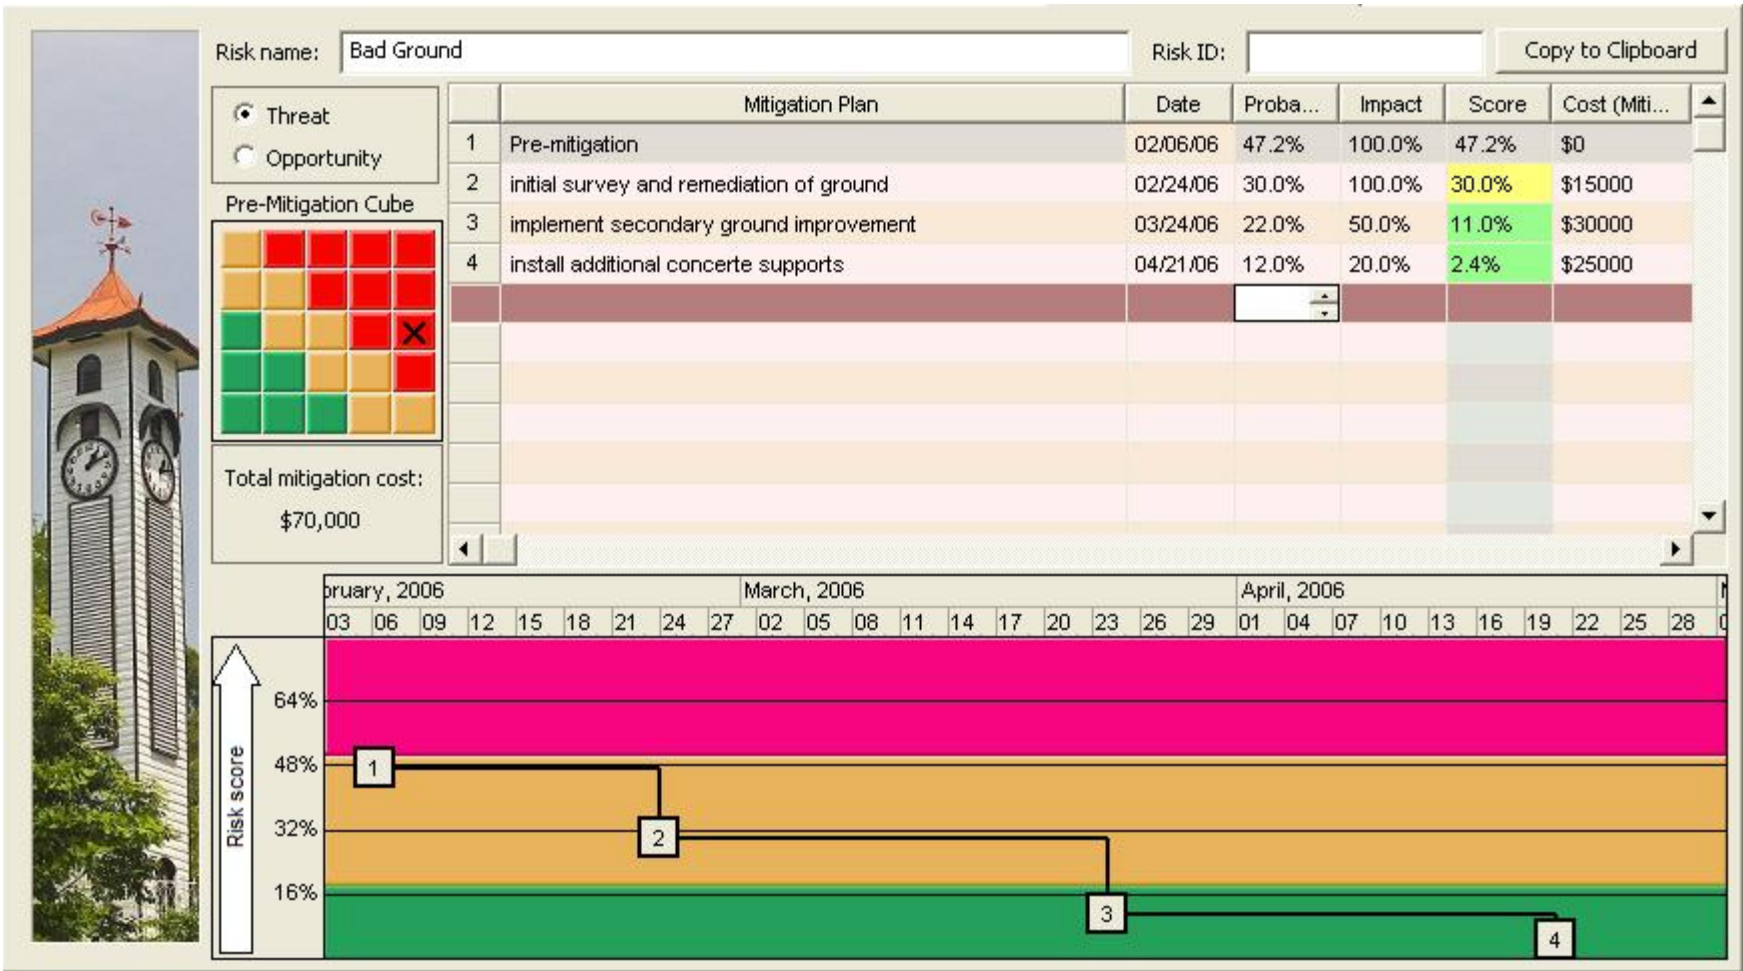 Risk name: Bad Ground Risk ID: Copy to Clipboard
Threat
Opportunity
Pre-Mitigation Cube
Total mitigation cost:
$70,000
Mitigation Plan Date Proba... Impact Score Cost (Miti...
1 Pre-mitigation 02/06/06 47.2% 100.0% 47.2% $0
2 initial survey and remediation of ground 02/24/06 30.0% 100.0% 30.0% $15000
3 implement secondary ground improvement 03/24/06 22.0% 50.0% 11.0% $30000
4 install additional concerte supports 04/21/06 12.0% 20.0% 2.4% $25000
bruary, 2006 March, 2006 April, 2006
03 06 09 12 15 18 21 24 27 02 05 08 11 14 17 20 23 26 29 01 04 07 10 13 16 19 22 25 28
Risk score
64%
48%
32%
16%
1
2
3
4